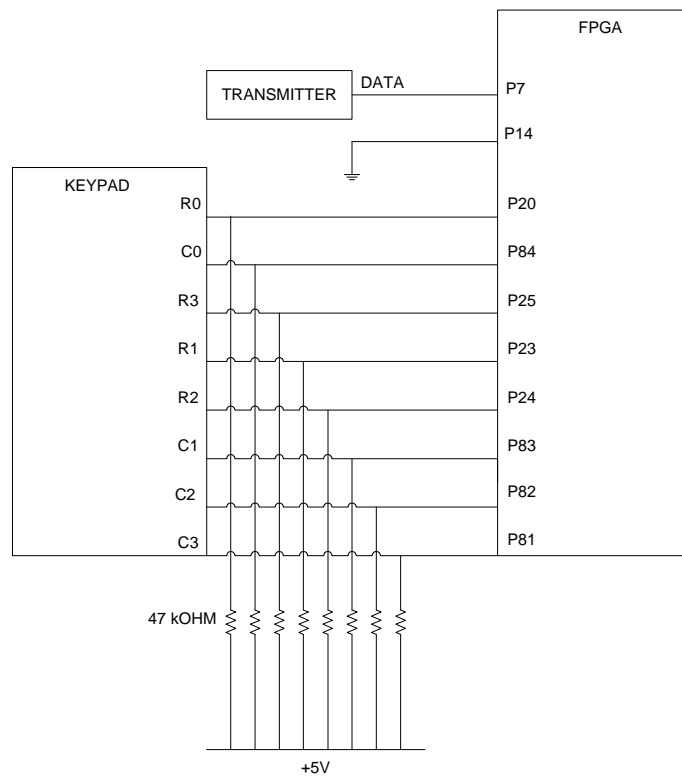 FPGA
TRANSMITTER
DATA
P7
P14
KEYPAD
R0
P20
C0
P84
R3
P25
R1
P23
R2
P24
C1
P83
C2
P82
C3
P81
47 kOHM
+5V